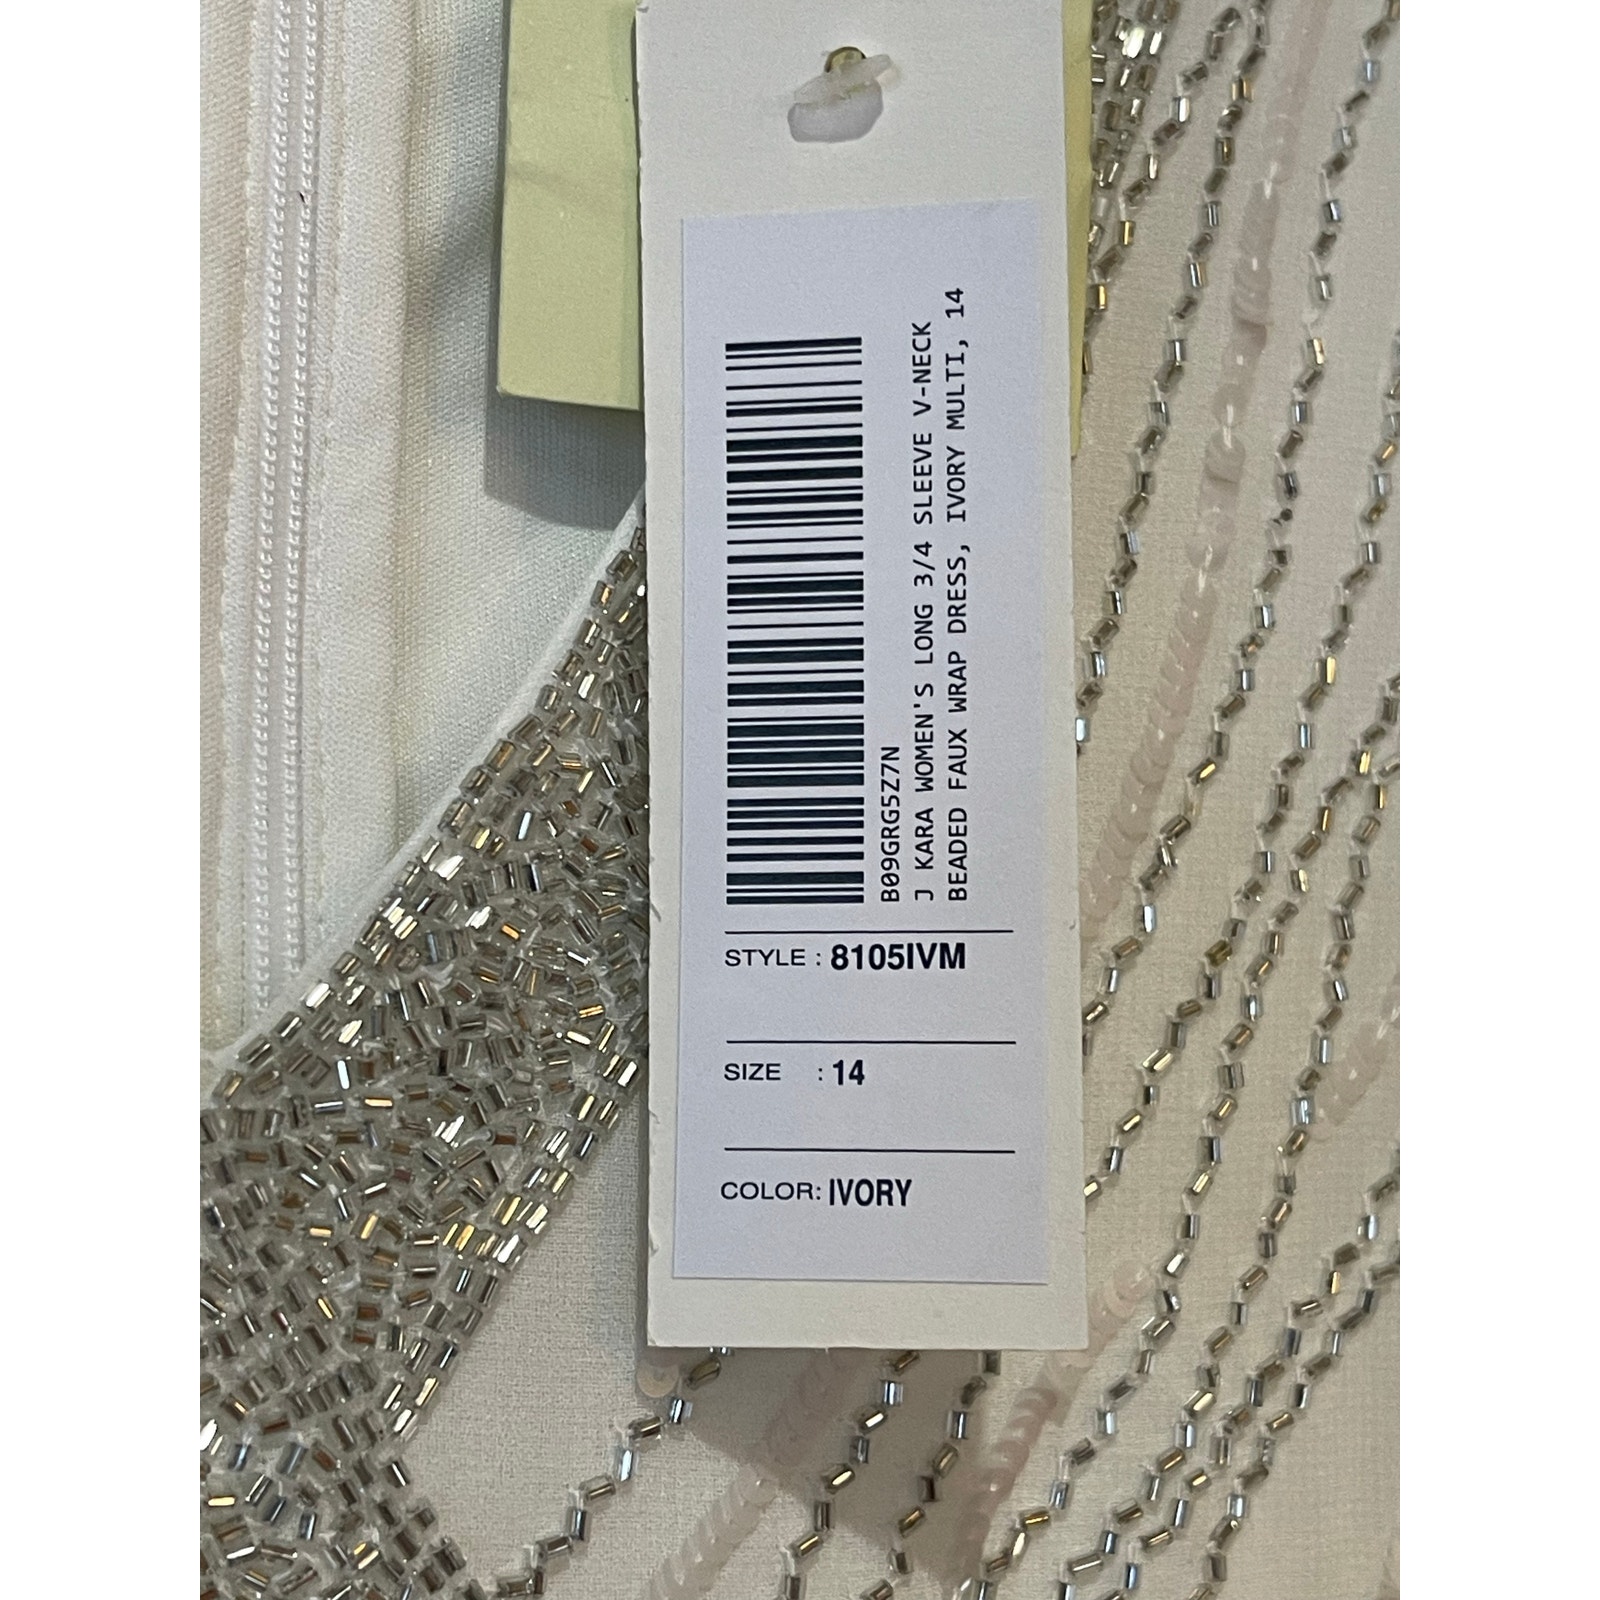 B09GRG5Z7N
J KARA WOMEN'S LONG 3/4 SLEEVE V-NECK
BEADED FAUX WRAP DRESS, IVORY MULTI, 14
STYLE : 8105IVM
SIZE : 14
COLOR: IVORY